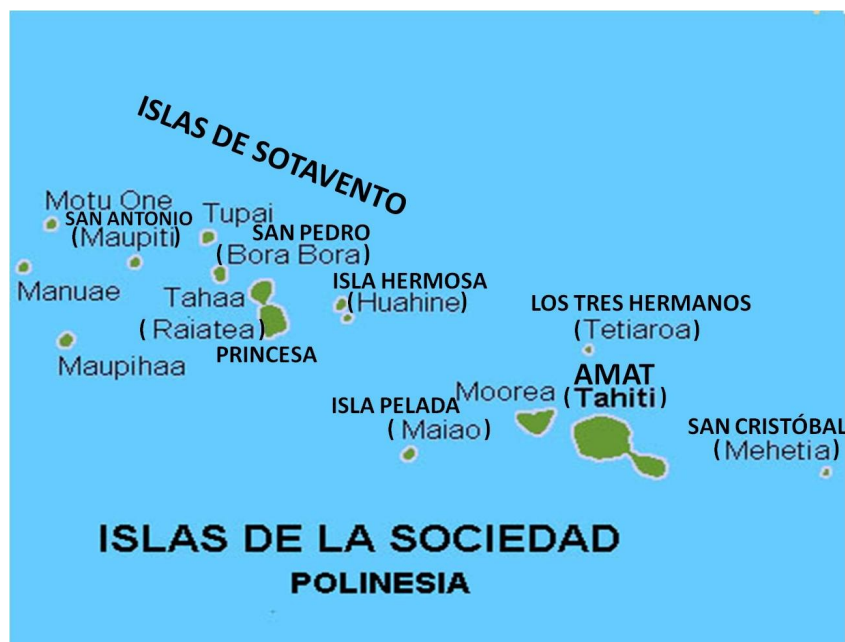 ISLAS DE SOTAVENTO
Motu One
SAN ANTONIO
(Maupiti)
Tupai
SAN PEDRO
(Bora Bora)
Manuae
Tahaa
(Raiatea)
PRINCESA
ISLA HERMOSA
(Huahine)
Maupihaa
LOS TRES HERMANOS
(Tetiaroa)
ISLA PELADA
(Maiao)
Moorea
AMAT
(Tahiti)
SAN CRISTÓBAL
(Mehetia)
ISLAS DE LA SOCIEDAD
POLINESIA